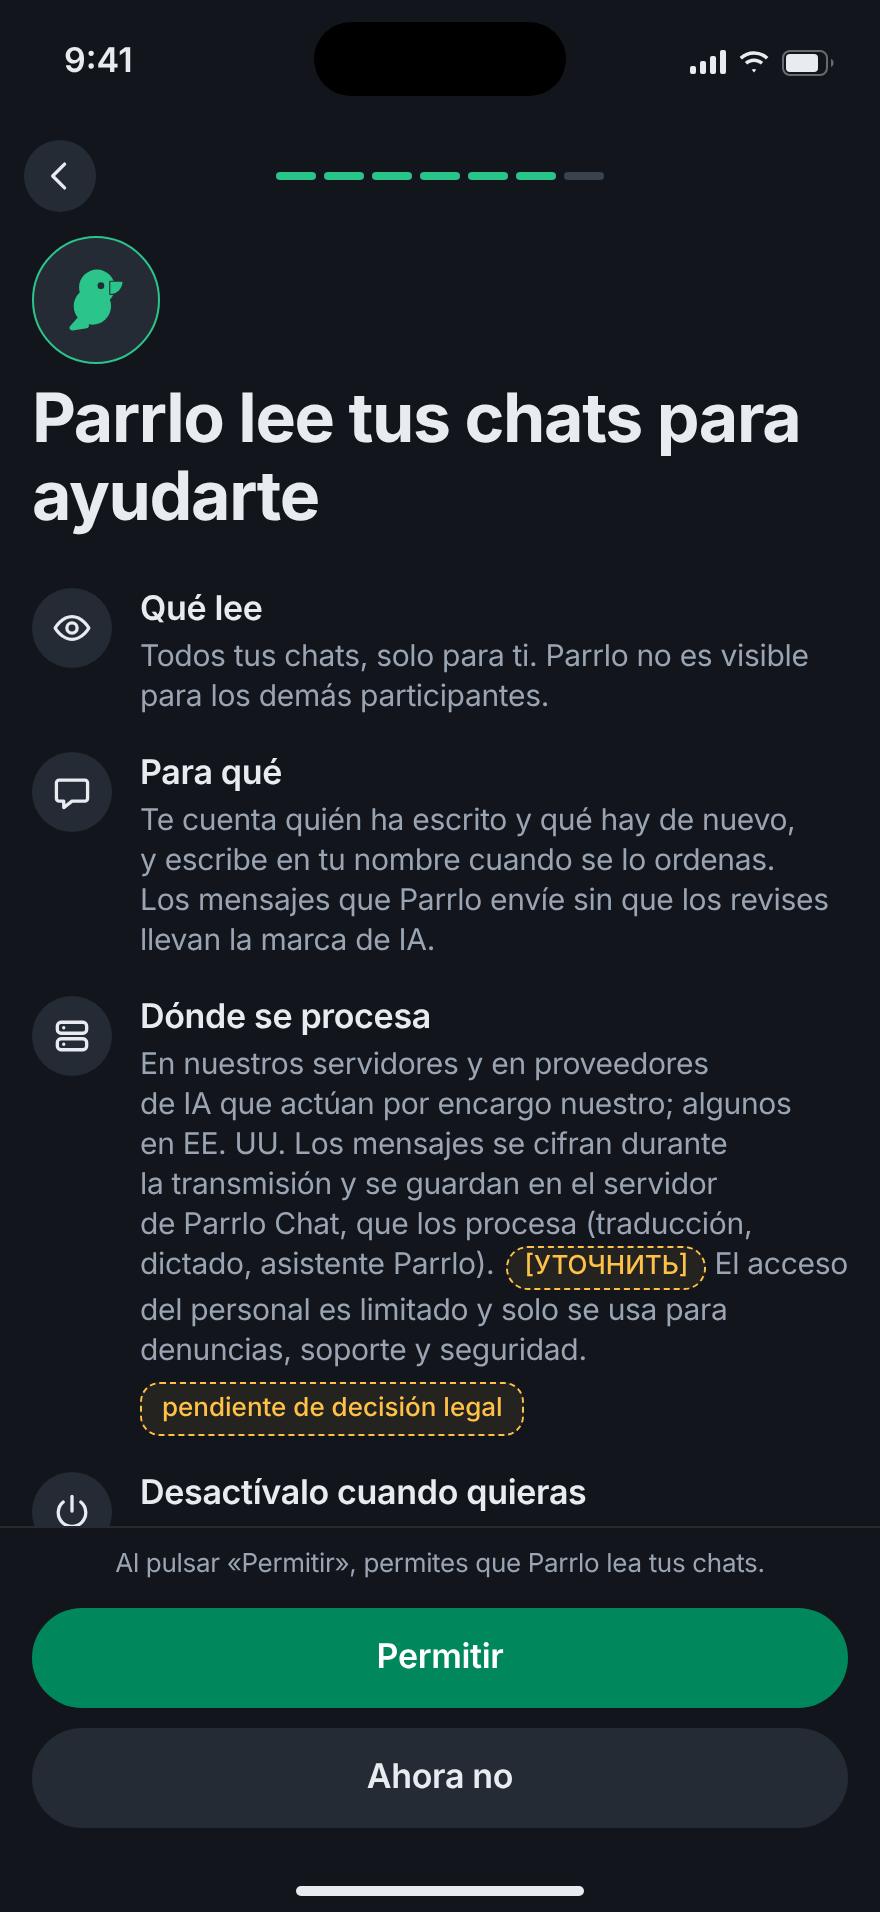 9:41
Parrlo lee tus chats para
ayudarte
Qué lee
Todos tus chats, solo para ti. Parrlo no es visible
para los demás participantes.
Para qué
Te cuenta quién ha escrito y qué hay de nuevo,
y escribe en tu nombre cuando se lo ordenas.
Los mensajes que Parrlo envíe sin que los revises
llevan la marca de IA.
Dónde se procesa
En nuestros servidores y en proveedores
de IA que actúan por encargo nuestro; algunos
en EE. UU. Los mensajes se cifran durante
la transmisión y se guardan en el servidor
de Parrlo Chat, que los procesa (traducción,
dictado, asistente Parrlo). [УТОЧНИТЬ] El acceso
del personal es limitado y solo se usa para
denuncias, soporte y seguridad.
pendiente de decisión legal
Desactívalo cuando quieras
Al pulsar «Permitir», permites que Parrlo lea tus chats.
Permitir
Ahora no